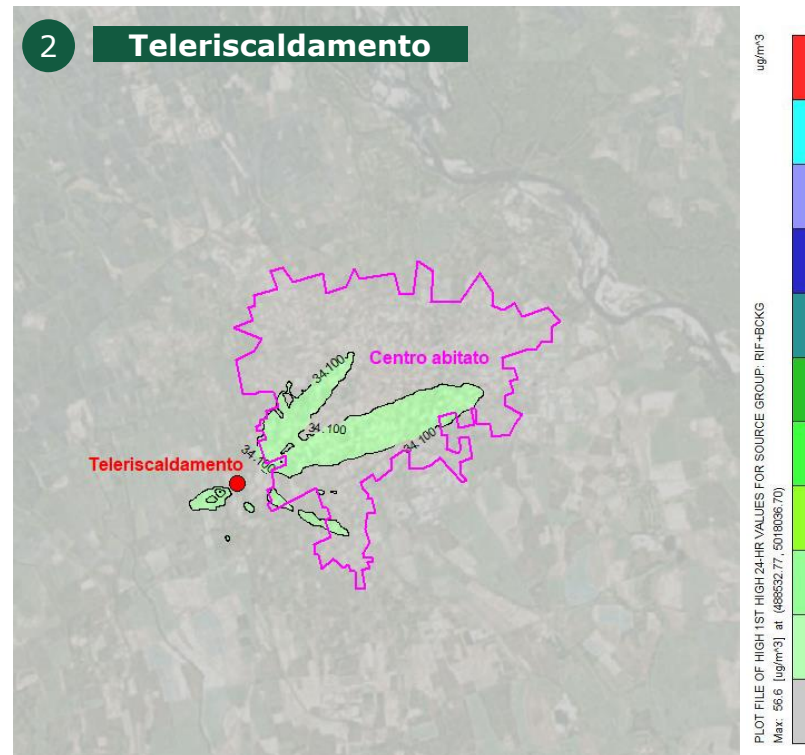 2 Teleriscaldamento
ug/m^3
34.100
Centro abitato
34.100
34.100
34.100
Teleriscaldamento
PLOT FILE OF HIGH 1ST HIGH 24-HR VALUES FOR SOURCE GROUP: RIF+BCKG
Max: 56.6 [ug/m^3] at (488532.77, 5018036.70)